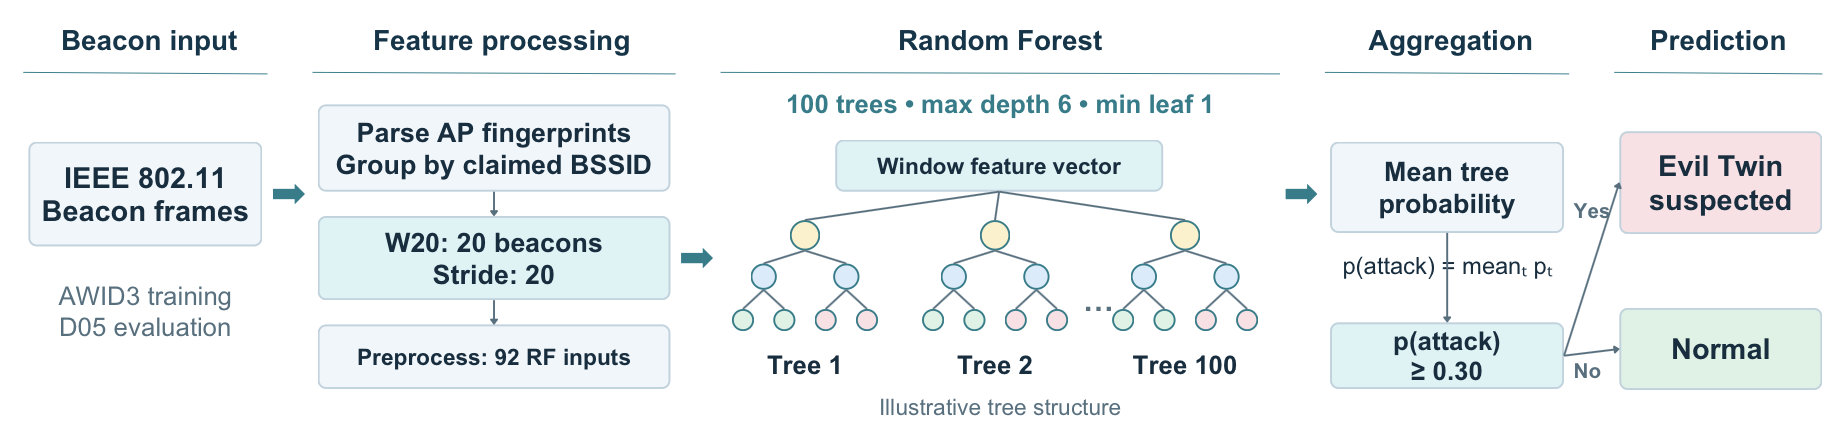 Beacon input
Feature processing
Random Forest
Aggregation
Prediction
IEEE 802.11
Beacon frames
AWID3 training
D05 evaluation
Parse AP fingerprints
Group by claimed BSSID
W20: 20 beacons
Stride: 20
Preprocess: 92 RF inputs
100 trees • max depth 6 • min leaf 1
Window feature vector
...
Tree 1
Tree 2
Tree 100
Illustrative tree structure
Mean tree
probability
p(attack) = meanₜ pₜ
p(attack)
≥ 0.30
Yes
No
Evil Twin
suspected
Normal